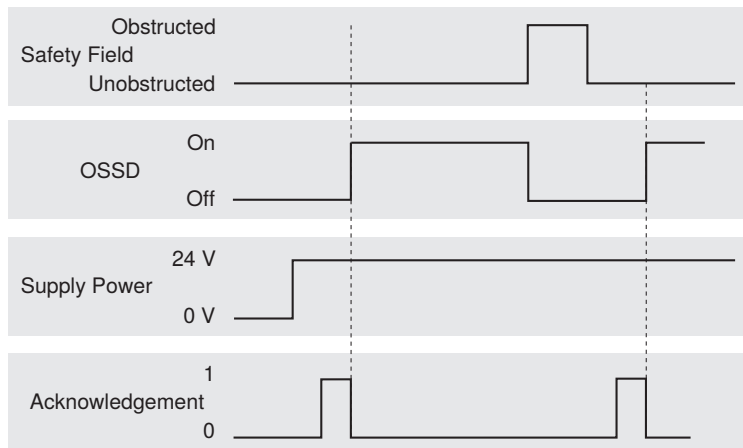 Obstructed
Safety Field
Unobstructed
On
OSSD
Off
24 V
Supply Power
0 V
1
Acknowledgement
0